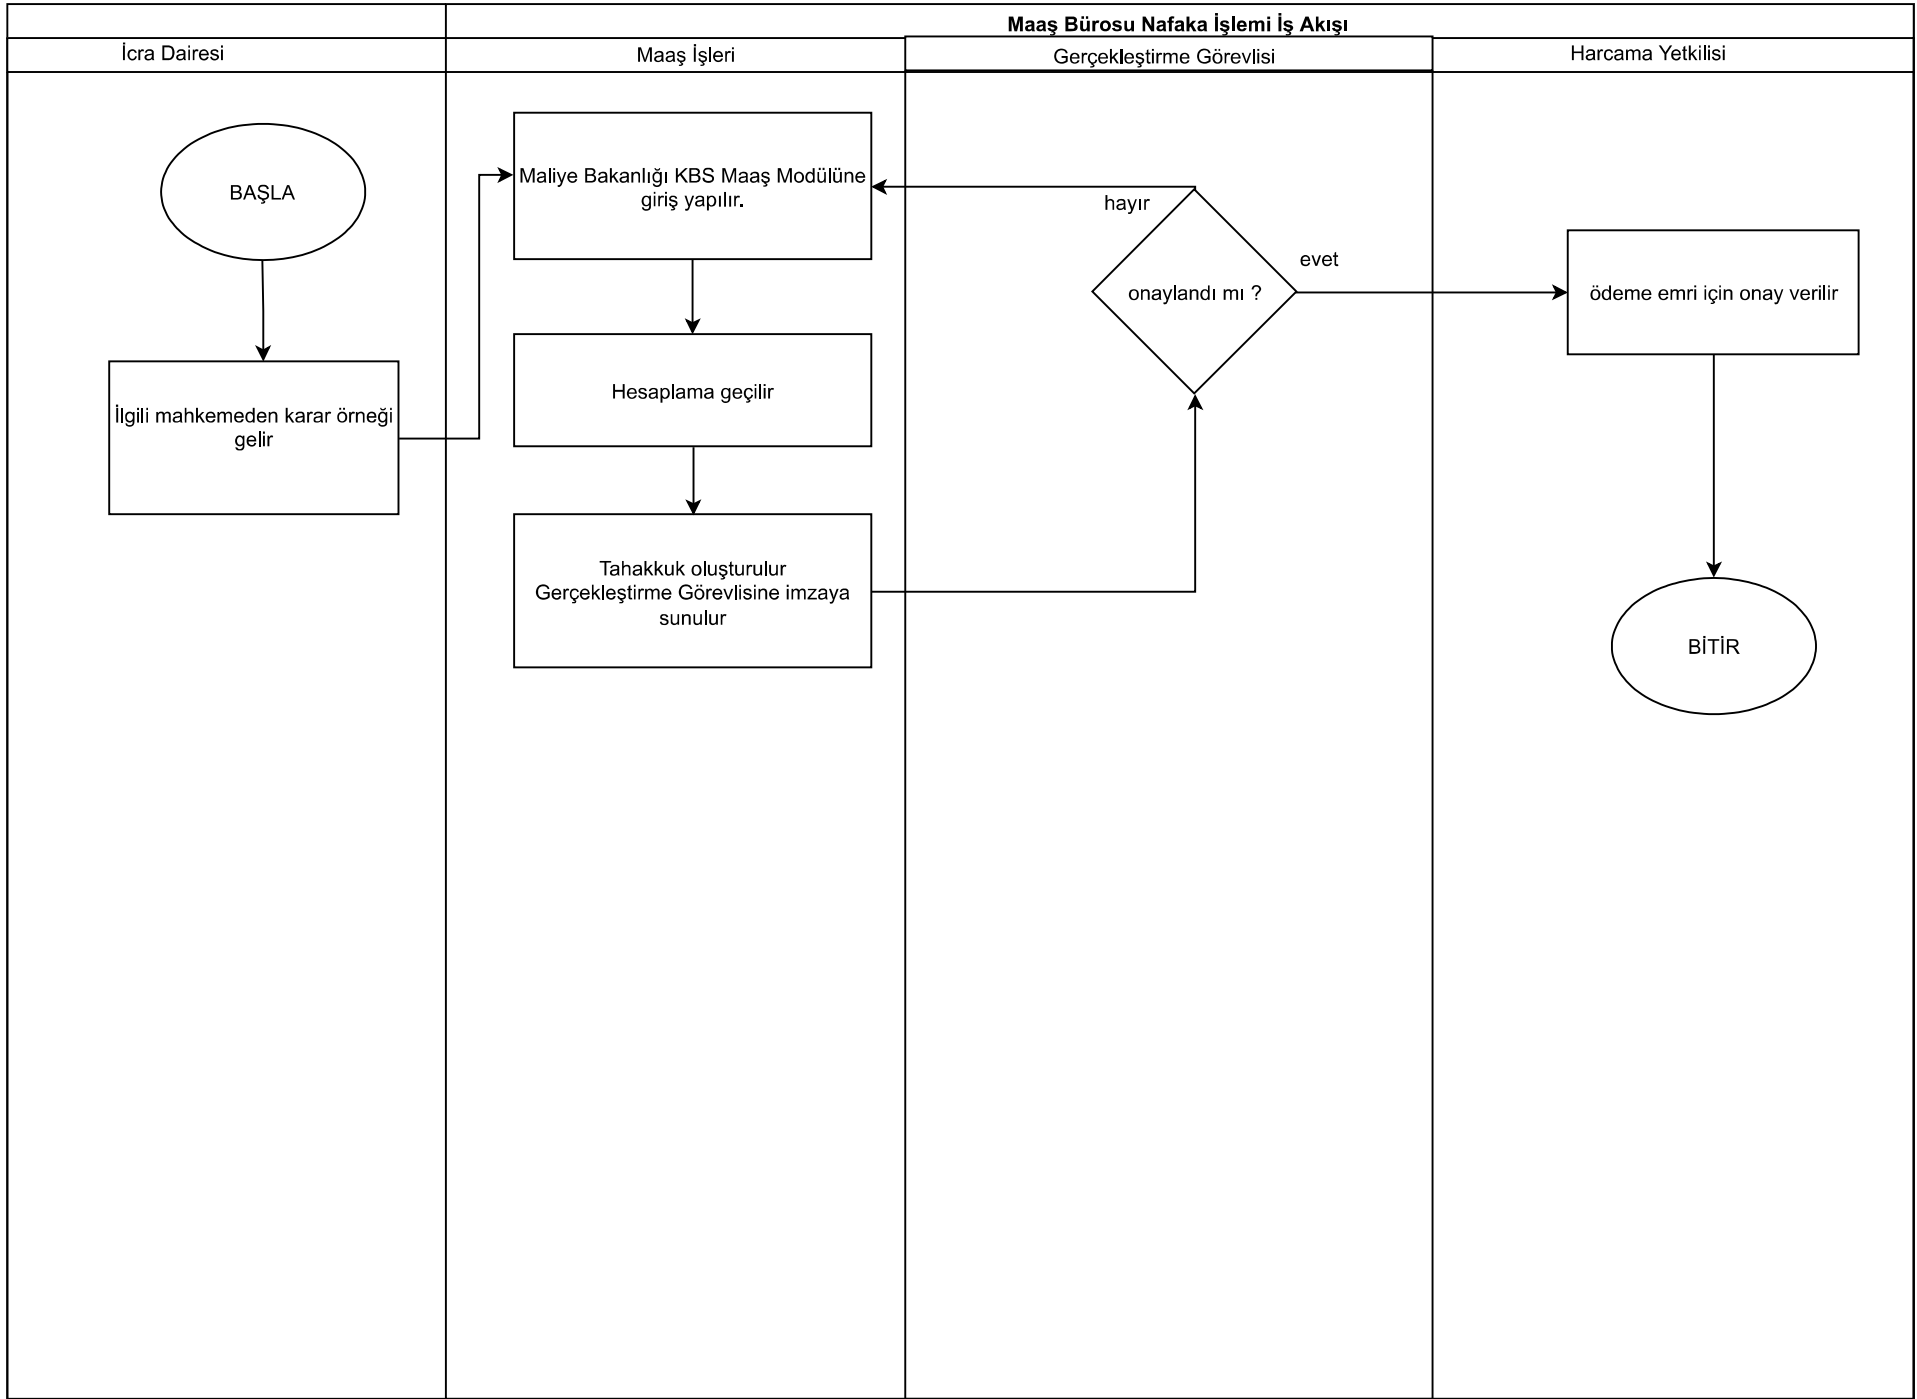 Maaş Bürosu Nafaka İşlemi İş Akışı
İcra Dairesi
Maaş İşleri
Gerçekleştirme Görevlisi
Harcama Yetkilisi
BAŞLA
İlgili mahkemeden karar örneği
gelir
Maliye Bakanlığı KBS Maaş Modülüne
giriş yapılır.
Hesaplama geçilir
Tahakkuk oluşturulur
Gerçekleştirme Görevlisine imzaya
sunulur
hayır
onaylandı mı ?
evet
ödeme emri için onay verilir
BİTİR